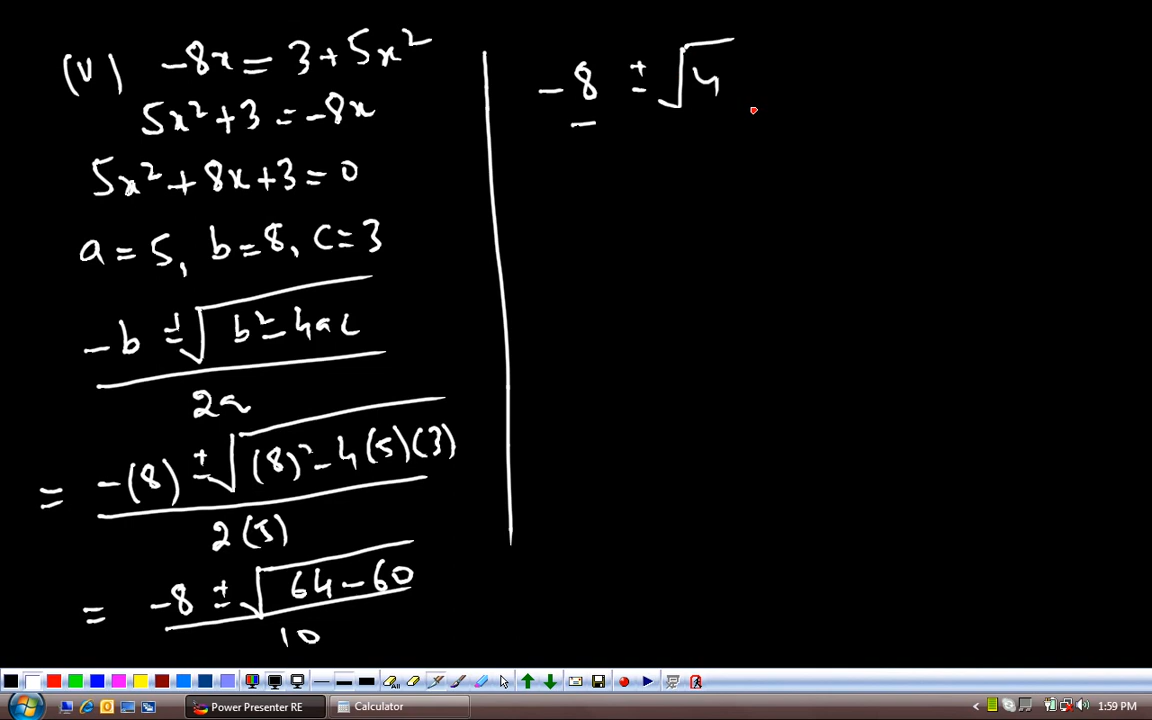 (V) -8x = 3 + 5x²
5x² + 3 = -8x
5x² + 8x + 3 = 0
a = 5, b = 8, c = 3
-b ± √b² - 4ac
2a
= -(8) ± √(8)² - 4(5)(3)
2(5)
= -8 ± √64 - 60
10
-8 ± √4
All
Power Presenter RE
Calculator
1:59 PM